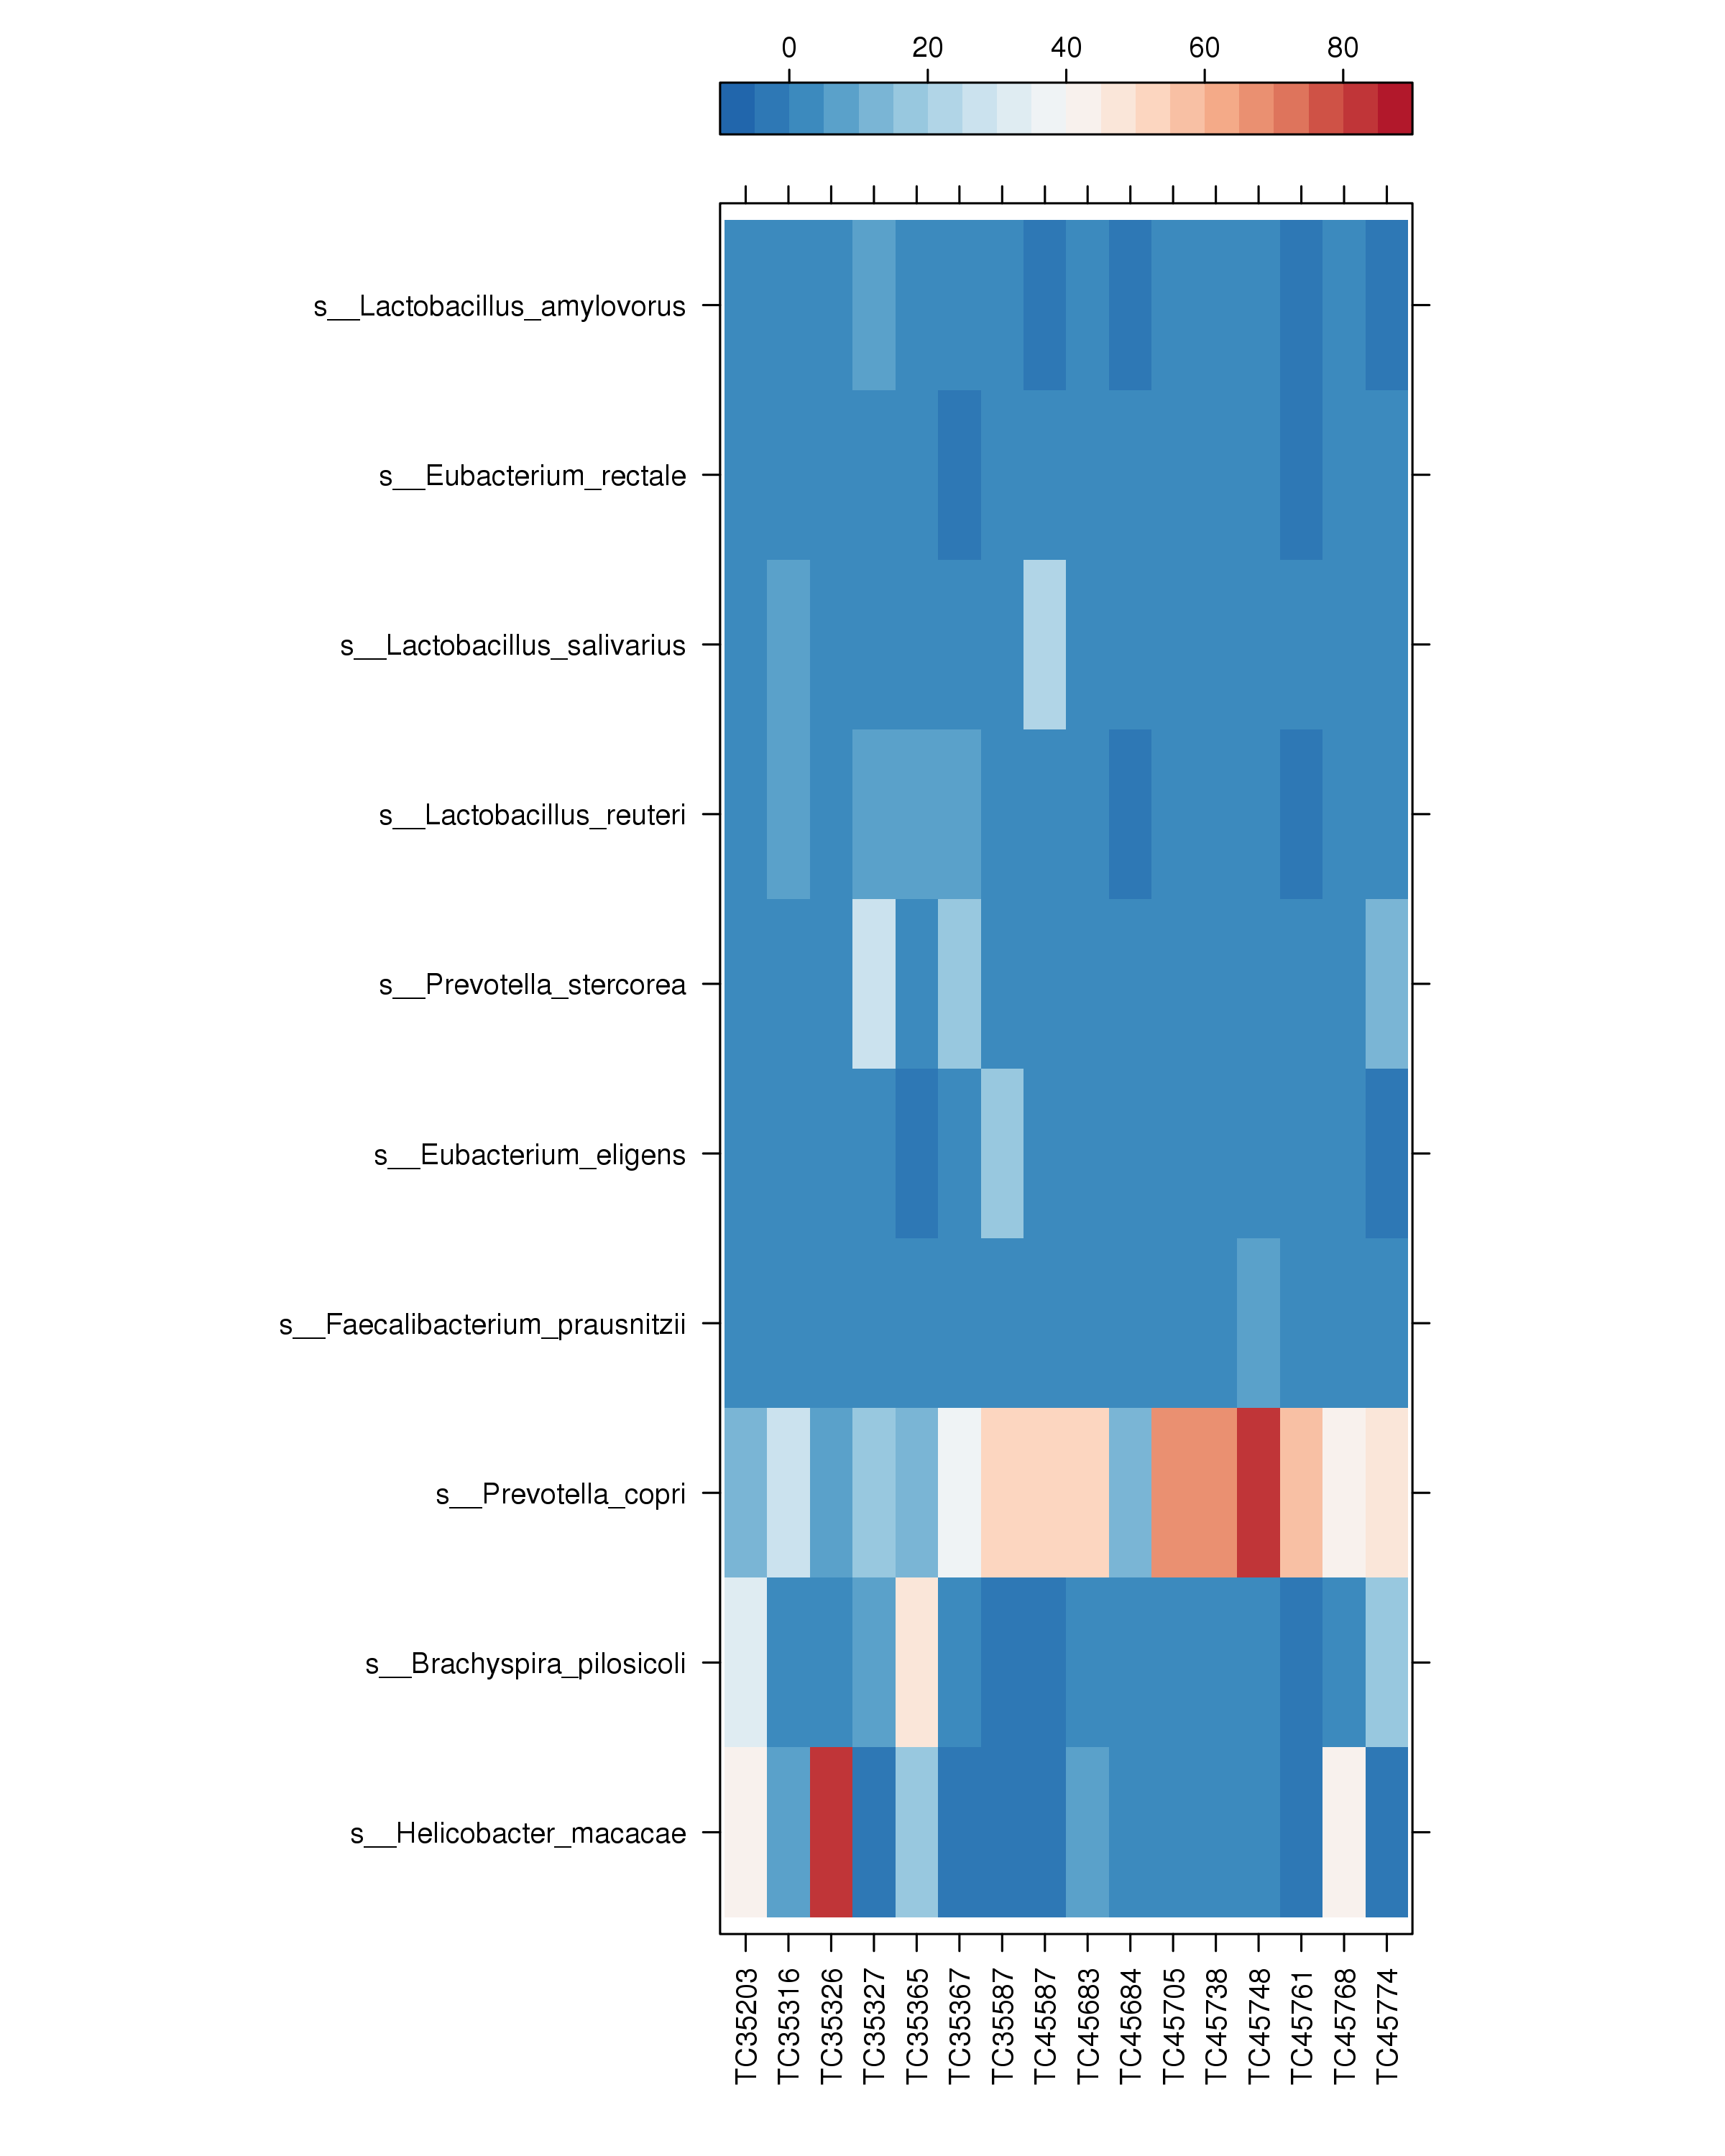 0 20 40 60 80
s__Lactobacillus_amylovorus
s__Eubacterium_rectale
s__Lactobacillus_salivarius
s__Lactobacillus_reuteri
s__Prevotella_stercorea
s__Eubacterium_eligens
s__Faecalibacterium_prausnitzii
s__Prevotella_copri
s__Brachyspira_pilosicoli
s__Helicobacter_macacae
TC35203
TC35316
TC35326
TC35327
TC35365
TC35367
TC35587
TC45587
TC45683
TC45684
TC45705
TC45738
TC45748
TC45761
TC45768
TC45774